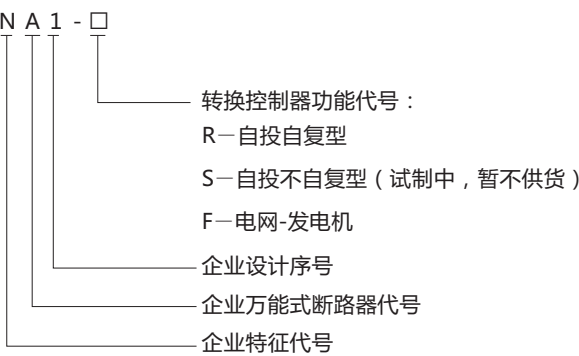 N A 1 - □
转换控制器功能代号：
R－自投自复型
S－自投不自复型（试制中，暂不供货）
F－电网-发电机
企业设计序号
企业万能式断路器代号
企业特征代号